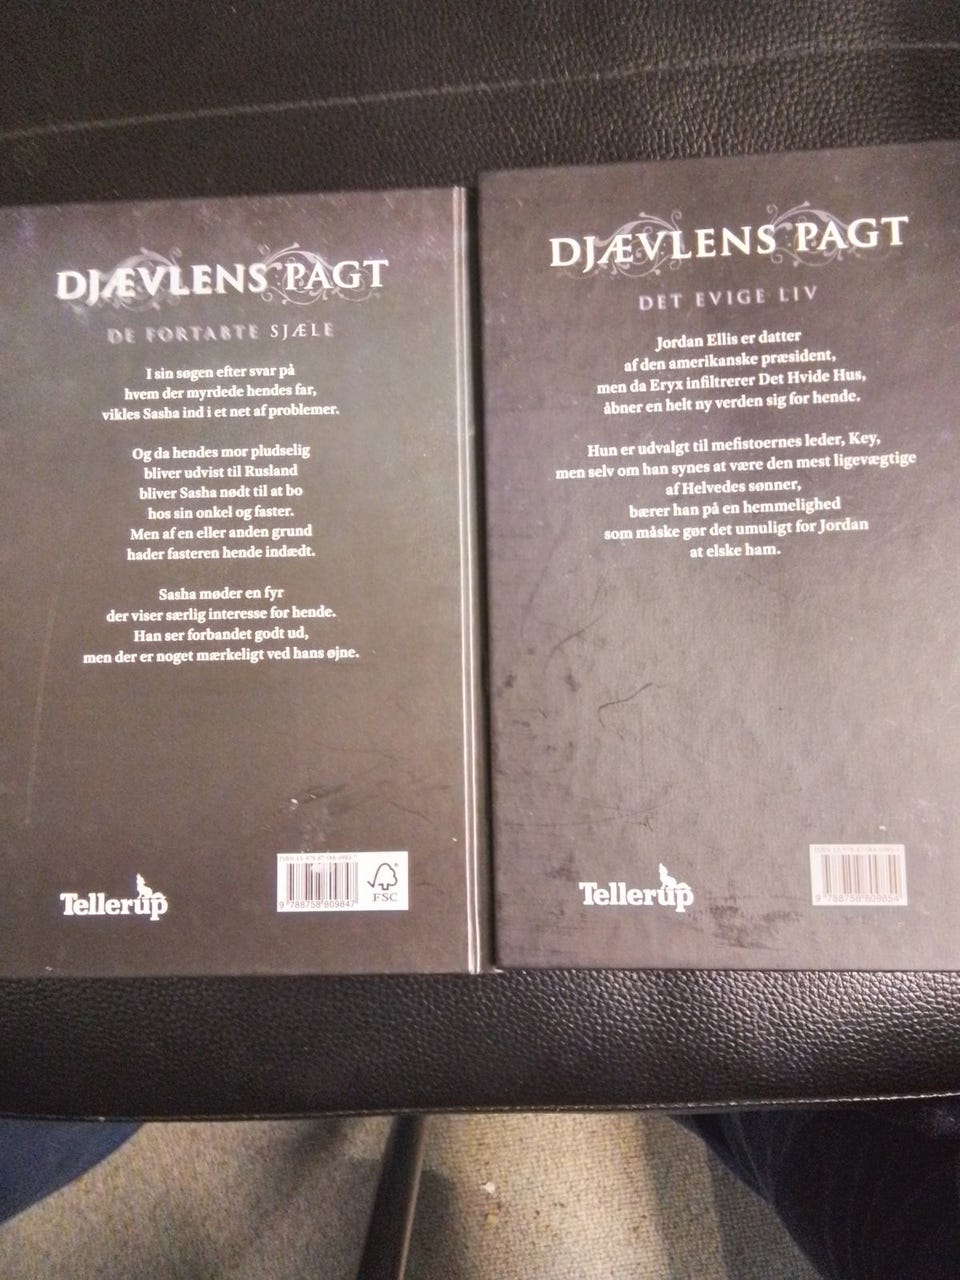 DJÆVLENS PAGT
DE FORTABTE SJÆLE
I sin søgen efter svar på
hvem der myrdede hendes far,
vikles Sasha ind i et net af problemer.
Og da hendes mor pludselig
bliver udvist til Rusland
bliver Sasha nødt til at bo
hos sin onkel og faster.
Men af en eller anden grund
hader fasteren hende indædt.
Sasha møder en fyr
der viser særlig interesse for hende.
Han ser forbandet godt ud,
men der er noget mærkeligt ved hans øjne.
Tellerup
FSC
9 788758 809847
DJÆVLENS PAGT
DET EVIGE LIV
Jordan Ellis er datter
af den amerikanske præsident,
men da Eryx infiltrerer Det Hvide Hus,
åbner en helt ny verden sig for hende.
Hun er udvalgt til mefistoernes leder, Key,
men selv om han synes at være den mest ligevægtige
af Helvedes sønner,
bærer han på en hemmelighed
som måske gør det umuligt for Jordan
at elske ham.
Tellerup
9 788758 809854